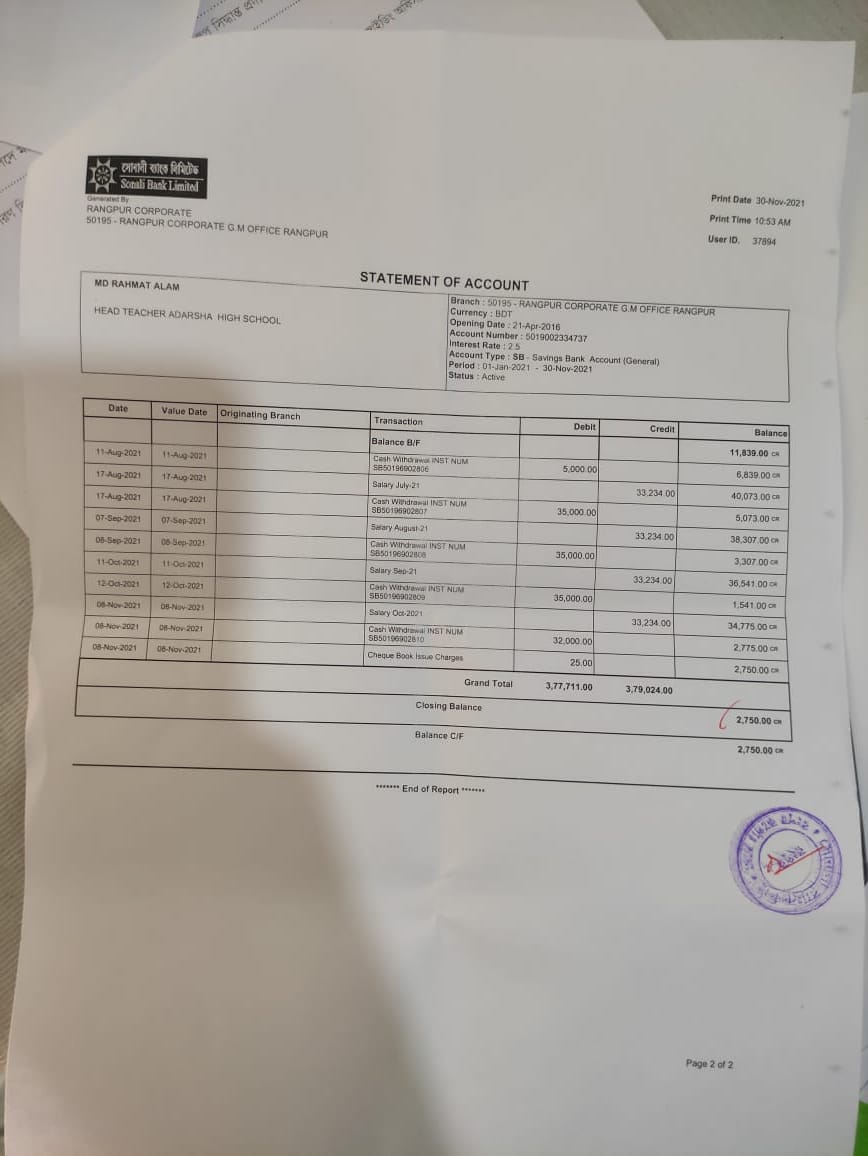 সোনালী ব্যাংক লিমিটেড
Sonali Bank Limited
Generated By
RANGPUR CORPORATE
50195 - RANGPUR CORPORATE G.M OFFICE RANGPUR
Print Date 30-Nov-2021
Print Time 10:53 AM
User ID. 37894
STATEMENT OF ACCOUNT
MD RAHMAT ALAM
HEAD TEACHER ADARSHA HIGH SCHOOL
Branch : 50195 - RANGPUR CORPORATE G.M OFFICE RANGPUR
Currency : BDT
Opening Date : 21-Apr-2016
Account Number : 5019002334737
Interest Rate : 2.5
Account Type : SB - Savings Bank Account (General)
Period : 01-Jan-2021 - 30-Nov-2021
Status : Active
Date Value Date Originating Branch Transaction Debit Credit Balance
Balance B/F 11,839.00 CR
11-Aug-2021 11-Aug-2021 Cash Withdrawal INST NUM 5,000.00 6,839.00 CR
SB50196902806
17-Aug-2021 17-Aug-2021 Salary July-21 33,234.00 40,073.00 CR
17-Aug-2021 17-Aug-2021 Cash Withdrawal INST NUM 35,000.00 5,073.00 CR
SB50196902807
07-Sep-2021 07-Sep-2021 Salary August-21 33,234.00 38,307.00 CR
08-Sep-2021 08-Sep-2021 Cash Withdrawal INST NUM 35,000.00 3,307.00 CR
SB50196902808
11-Oct-2021 11-Oct-2021 Salary Sep-21 33,234.00 36,541.00 CR
12-Oct-2021 12-Oct-2021 Cash Withdrawal INST NUM 35,000.00 1,541.00 CR
SB50196902809
08-Nov-2021 08-Nov-2021 Salary Oct-2021 33,234.00 34,775.00 CR
08-Nov-2021 08-Nov-2021 Cash Withdrawal INST NUM 32,000.00 2,775.00 CR
SB50196902810
08-Nov-2021 08-Nov-2021 Cheque Book Issue Charges 25.00 2,750.00 CR
Grand Total 3,77,711.00 3,79,024.00
Closing Balance 2,750.00 CR
Balance C/F 2,750.00 CR
******* End of Report *******
Page 2 of 2